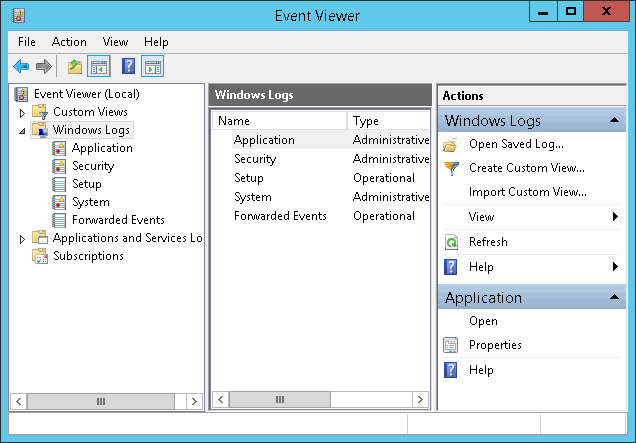 Event Viewer
File Action View Help
Event Viewer (Local)
Custom Views
Windows Logs
Application
Security
Setup
System
Forwarded Events
Applications and Services Lo
Subscriptions
Windows Logs
Name Type
Application Administrative
Security Administrative
Setup Operational
System Administrative
Forwarded Events Operational
Actions
Windows Logs
Open Saved Log...
Create Custom View...
Import Custom View...
View
Refresh
Help
Application
Open
Properties
Help